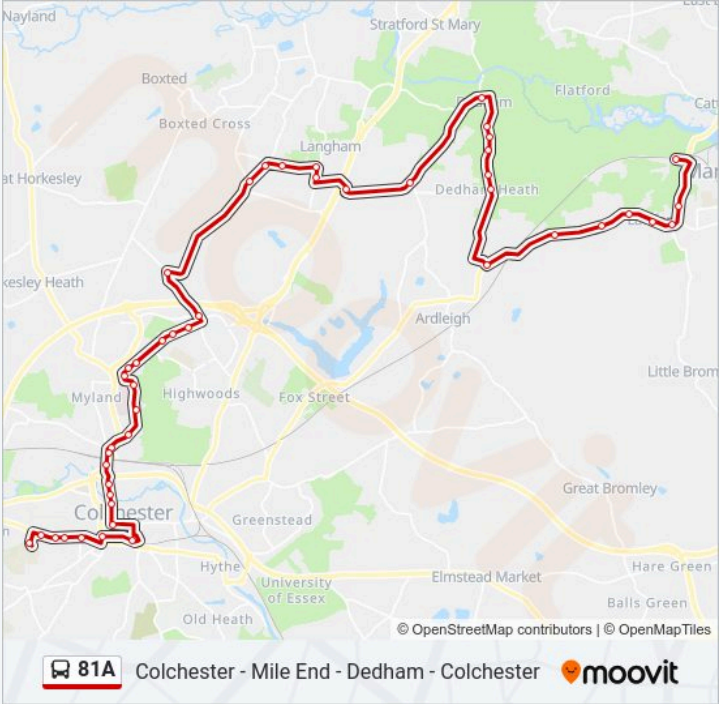 Nayland
Stratford St Mary
Boxted
Flatford
Boxted Cross
Langham
at Horkesley
Dedham Heath
kesley Heath
Ardleigh
Little Brom
Myland
Highwoods
Fox Street
Great Bromley
Colchester
Greenstead
Hythe
University
of Essex
Elmstead Market
Hare Green
Balls Green
Old Heath
© OpenStreetMap contributors | © OpenMapTiles
81A
Colchester - Mile End - Dedham - Colchester
moovit